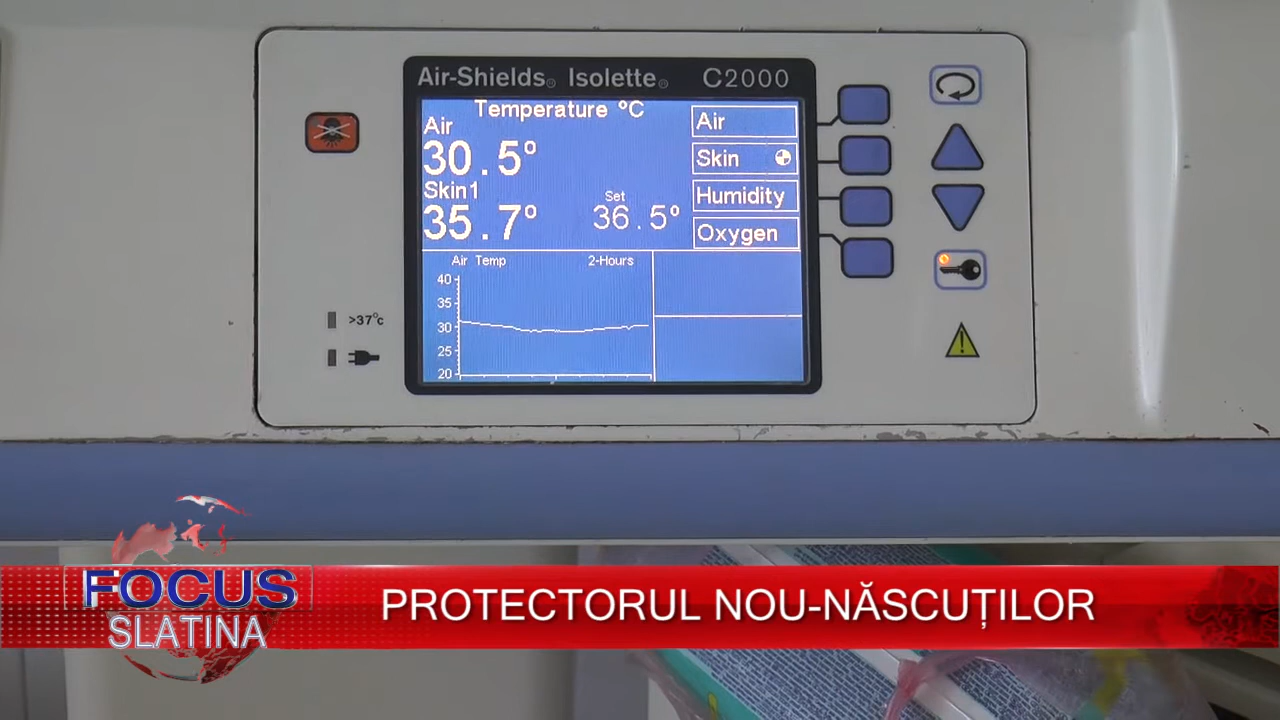 Air-Shields® Isolette® C2000
Temperature °C
Air
30.5°
Skin1
35.7°
Set
36.5°
Air
Skin
Humidity
Oxygen
Air Temp 2-Hours
40
35
30
25
20
>37°c
FOCUS
SLATINA
PROTECTORUL NOU-NĂSCUȚILOR